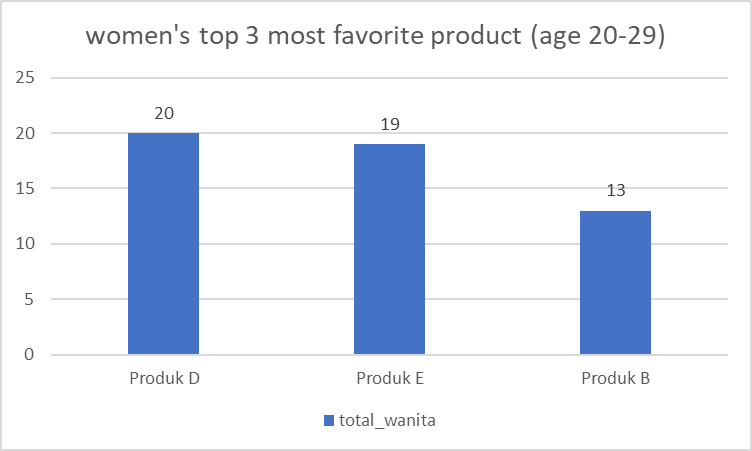 women's top 3 most favorite product (age 20-29)
25
20
15
10
5
0
20
19
13
Produk D
Produk E
Produk B
total_wanita